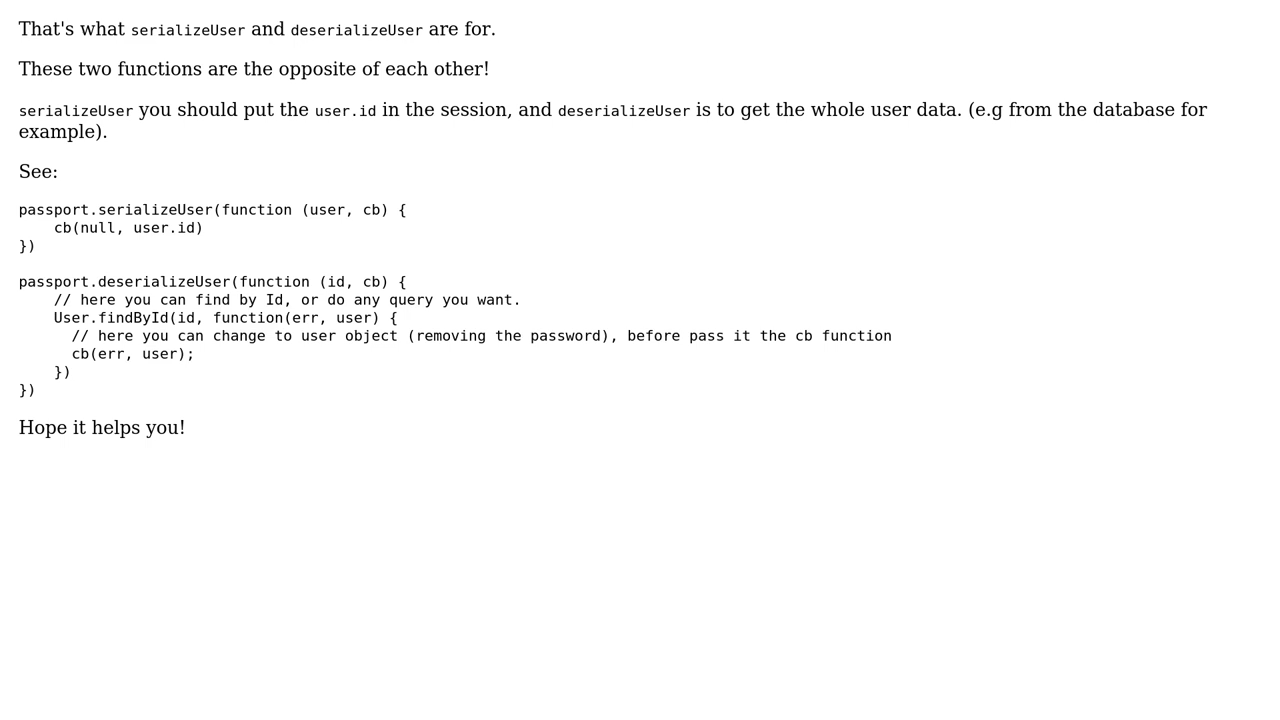 That's what serializeUser and deserializeUser are for.
These two functions are the opposite of each other!
serializeUser you should put the user.id in the session, and deserializeUser is to get the whole user data. (e.g from the database for
example).
See:
passport.serializeUser(function (user, cb) {
    cb(null, user.id)
})
passport.deserializeUser(function (id, cb) {
    // here you can find by Id, or do any query you want.
    User.findById(id, function(err, user) {
      // here you can change to user object (removing the password), before pass it the cb function
      cb(err, user);
    })
})
Hope it helps you!